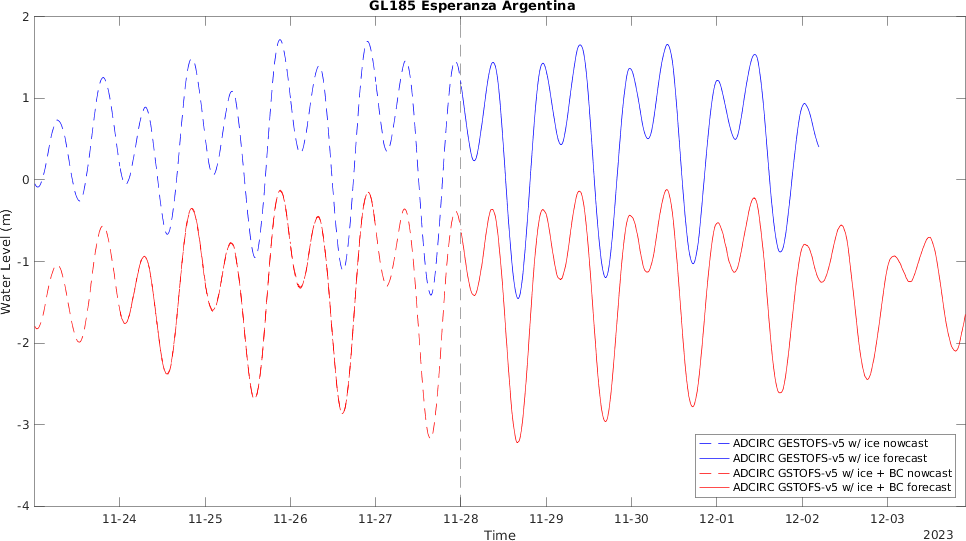 GL185 Esperanza Argentina
2
1
0
-1
-2
-3
-4
Water Level (m)
11-24
11-25
11-26
11-27
11-28
11-29
11-30
12-01
12-02
12-03
Time
2023
ADCIRC GESTOFS-v5 w/ ice nowcast
ADCIRC GESTOFS-v5 w/ ice forecast
ADCIRC GSTOFS-v5 w/ ice + BC nowcast
ADCIRC GSTOFS-v5 w/ ice + BC forecast